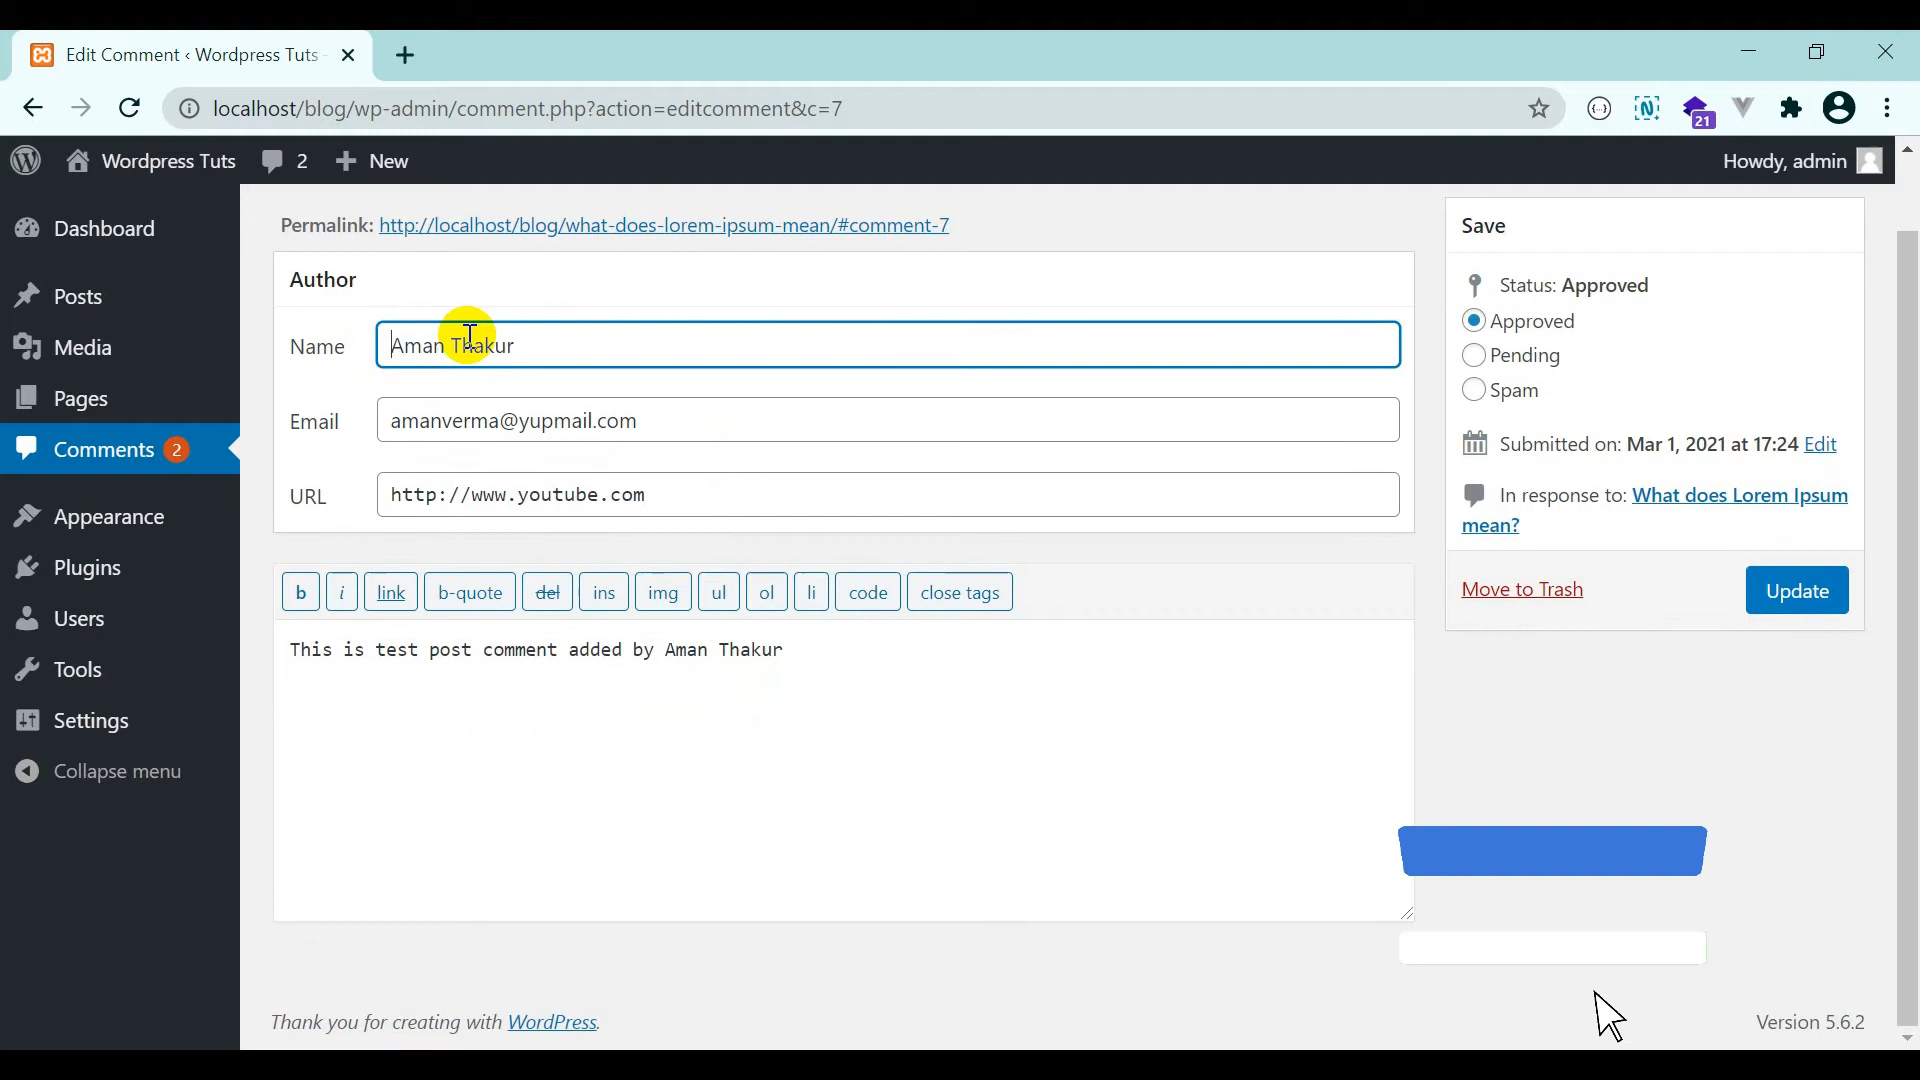 Edit Comment ‹ Wordpress Tuts -
localhost/blog/wp-admin/comment.php?action=editcomment&c=7
21
Wordpress Tuts 2 New Howdy, admin
Dashboard
Posts
Media
Pages
Comments 2
Appearance
Plugins
Users
Tools
Settings
Collapse menu
Permalink: http://localhost/blog/what-does-lorem-ipsum-mean/#comment-7
Author
Name Aman Thakur
Email amanverma@yupmail.com
URL http://www.youtube.com
b i link b-quote del ins img ul ol li code close tags
This is test post comment added by Aman Thakur
Save
Status: Approved
Approved
Pending
Spam
Submitted on: Mar 1, 2021 at 17:24 Edit
In response to: What does Lorem Ipsum
mean?
Move to Trash Update
Thank you for creating with WordPress. Version 5.6.2